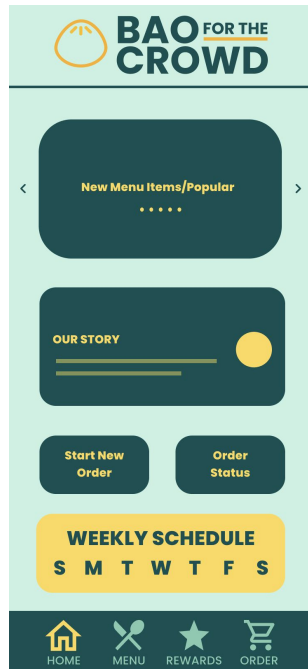 BAO FOR THE
CROWD
New Menu Items/Popular
OUR STORY
Start New
Order
Order
Status
WEEKLY SCHEDULE
S M T W T F S
HOME MENU REWARDS ORDER